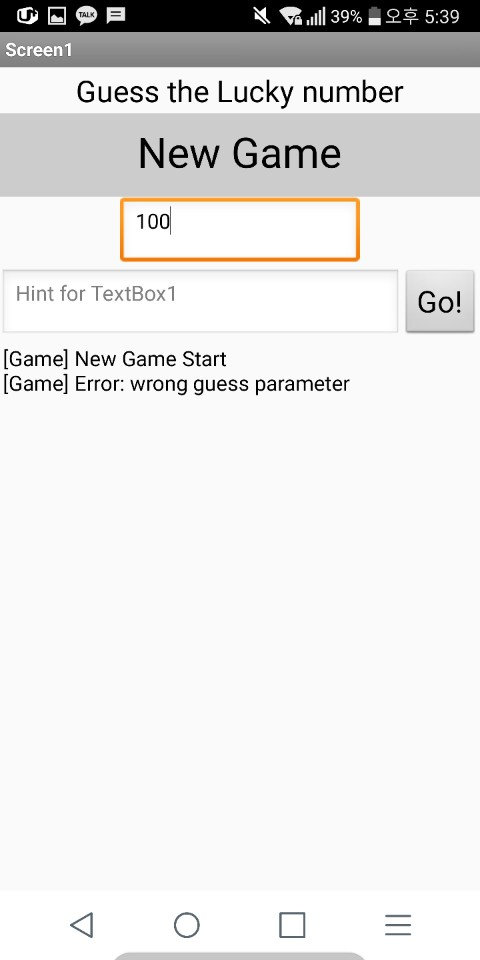 TALK 39% 오후 5:39
Screen1
Guess the Lucky number
New Game
100
Hint for TextBox1
Go!
[Game] New Game Start
[Game] Error: wrong guess parameter